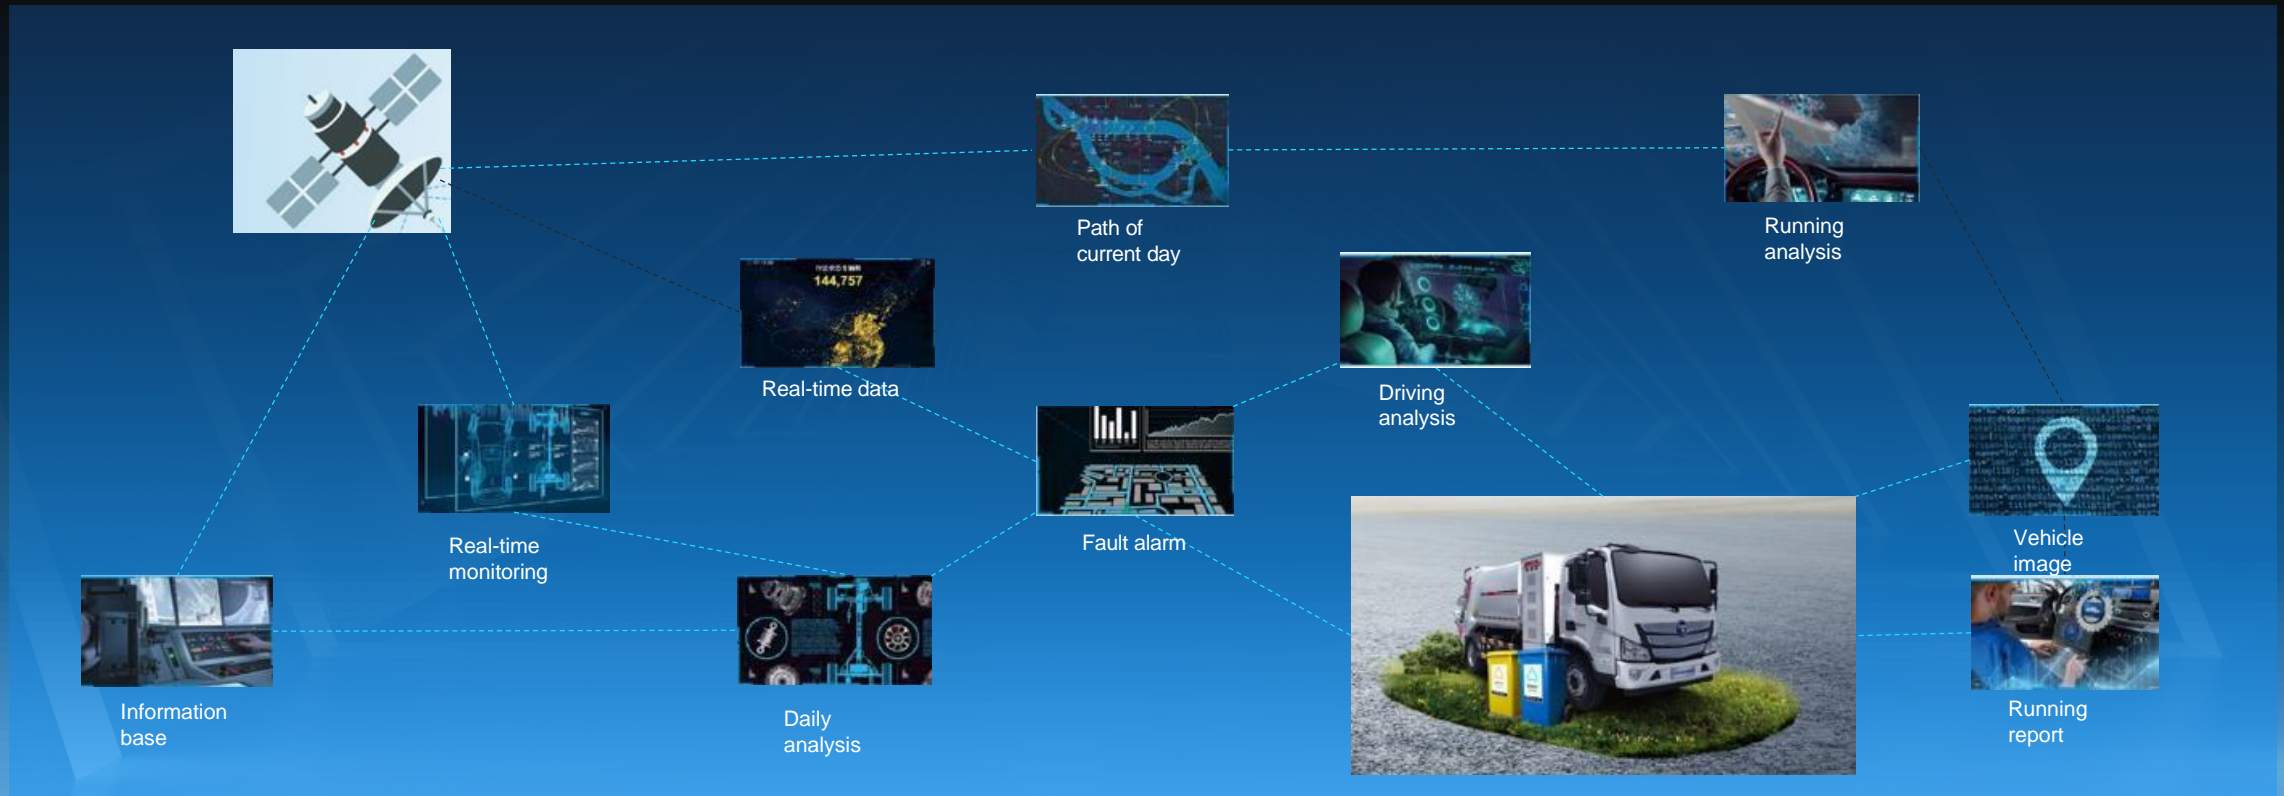 Path of
current day
Running
analysis
144,757
Real-time data
Driving
analysis
Real-time
monitoring
Fault alarm
Vehicle
image
Information
base
Daily
analysis
Running
report